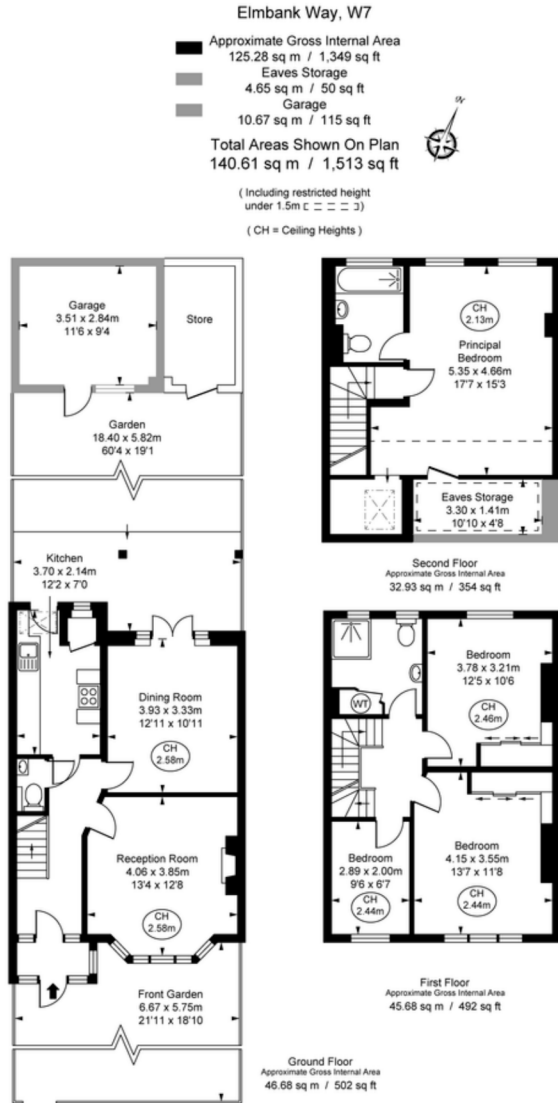 Elmbank Way, W7
Approximate Gross Internal Area
125.28 sq m / 1,349 sq ft
Eaves Storage
4.65 sq m / 50 sq ft
Garage
10.67 sq m / 115 sq ft
Total Areas Shown On Plan
140.61 sq m / 1,513 sq ft
( Including restricted height
under 1.5m )
( CH = Ceiling Heights )
N
Garage
3.51 x 2.84m
11'6 x 9'4
Store
Garden
18.40 x 5.82m
60'4 x 19'1
Kitchen
3.70 x 2.14m
12'2 x 7'0
Dining Room
3.93 x 3.33m
12'11 x 10'11
CH
2.58m
Reception Room
4.06 x 3.85m
13'4 x 12'8
CH
2.58m
Front Garden
6.67 x 5.75m
21'11 x 18'10
Ground Floor
Approximate Gross Internal Area
46.68 sq m / 502 sq ft
CH
2.13m
Principal
Bedroom
5.35 x 4.66m
17'7 x 15'3
Eaves Storage
3.30 x 1.41m
10'10 x 4'8
Second Floor
Approximate Gross Internal Area
32.93 sq m / 354 sq ft
WT
Bedroom
3.78 x 3.21m
12'5 x 10'6
CH
2.46m
Bedroom
2.89 x 2.00m
9'6 x 6'7
CH
2.44m
Bedroom
4.15 x 3.55m
13'7 x 11'8
CH
2.44m
First Floor
Approximate Gross Internal Area
45.68 sq m / 492 sq ft